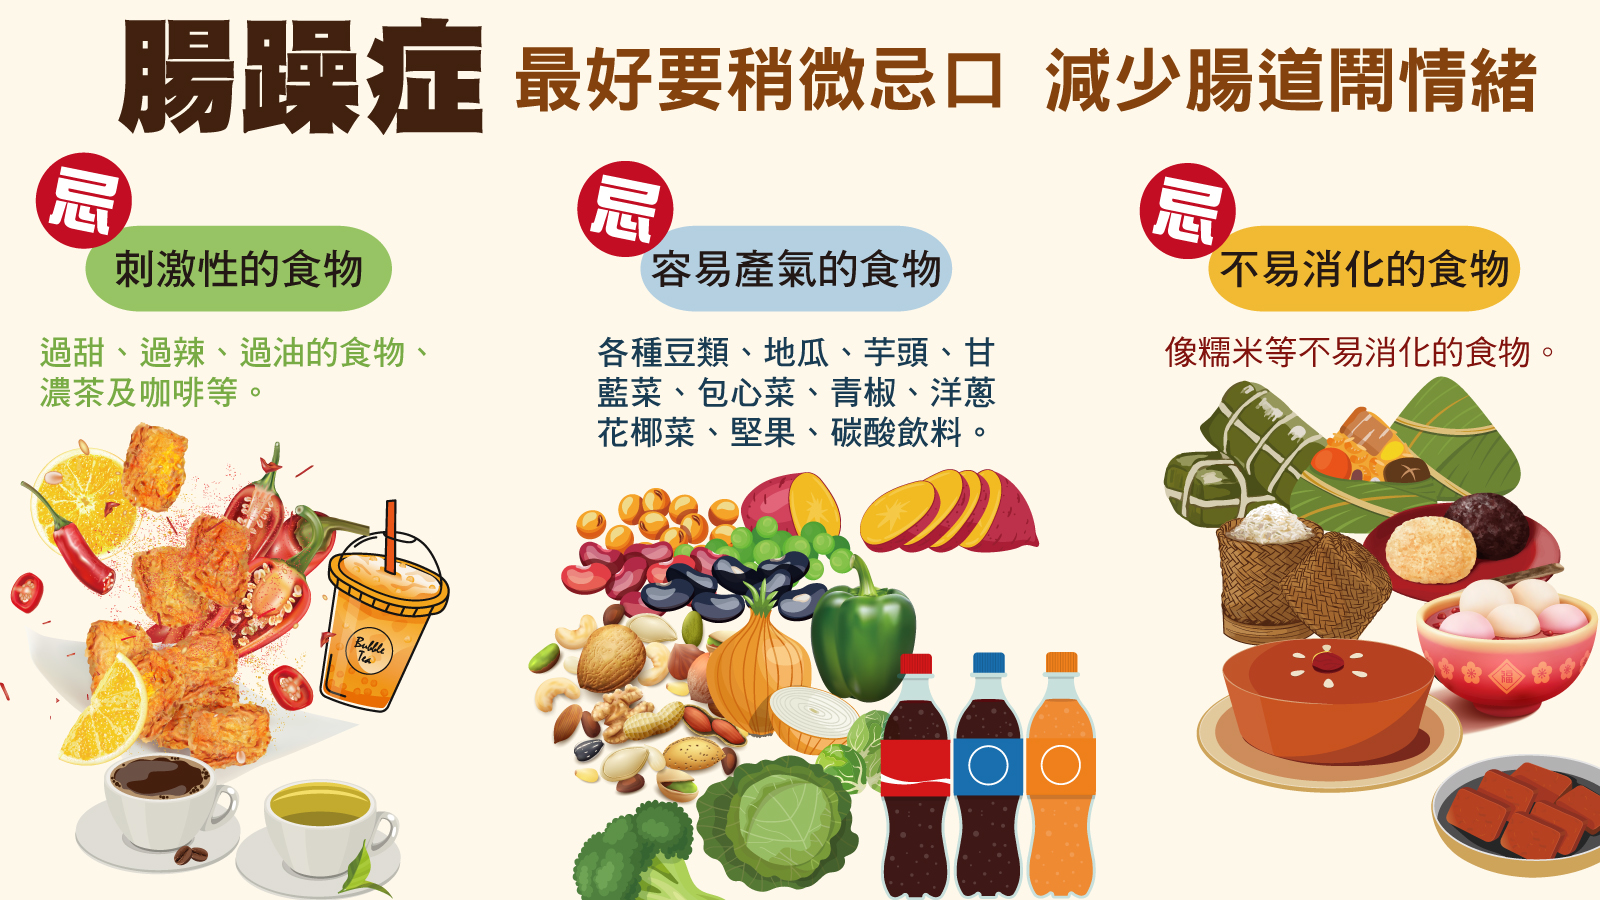 腸躁症 最好要稍微忌口 減少腸道鬧情緒
忌
刺激性的食物
過甜、過辣、過油的食物、
濃茶及咖啡等。
Bubble
Tea
忌
容易產氣的食物
各種豆類、地瓜、芋頭、甘
藍菜、包心菜、青椒、洋蔥
花椰菜、堅果、碳酸飲料。
忌
不易消化的食物
像糯米等不易消化的食物。
福